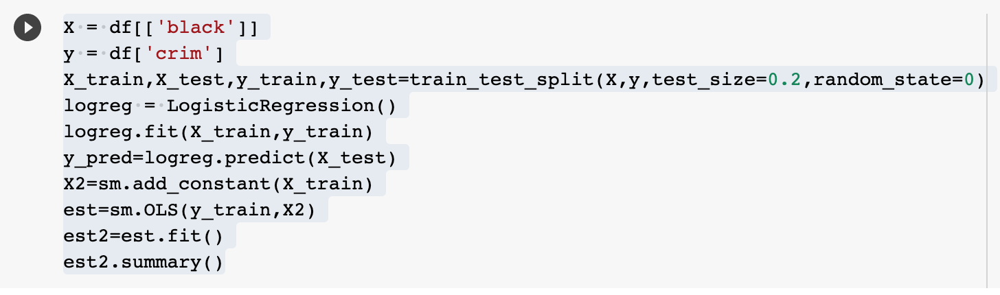 X = df[['black']]
y = df['crim']
X_train,X_test,y_train,y_test=train_test_split(X,y,test_size=0.2,random_state=0)
logreg = LogisticRegression()
logreg.fit(X_train,y_train)
y_pred=logreg.predict(X_test)
X2=sm.add_constant(X_train)
est=sm.OLS(y_train,X2)
est2=est.fit()
est2.summary()